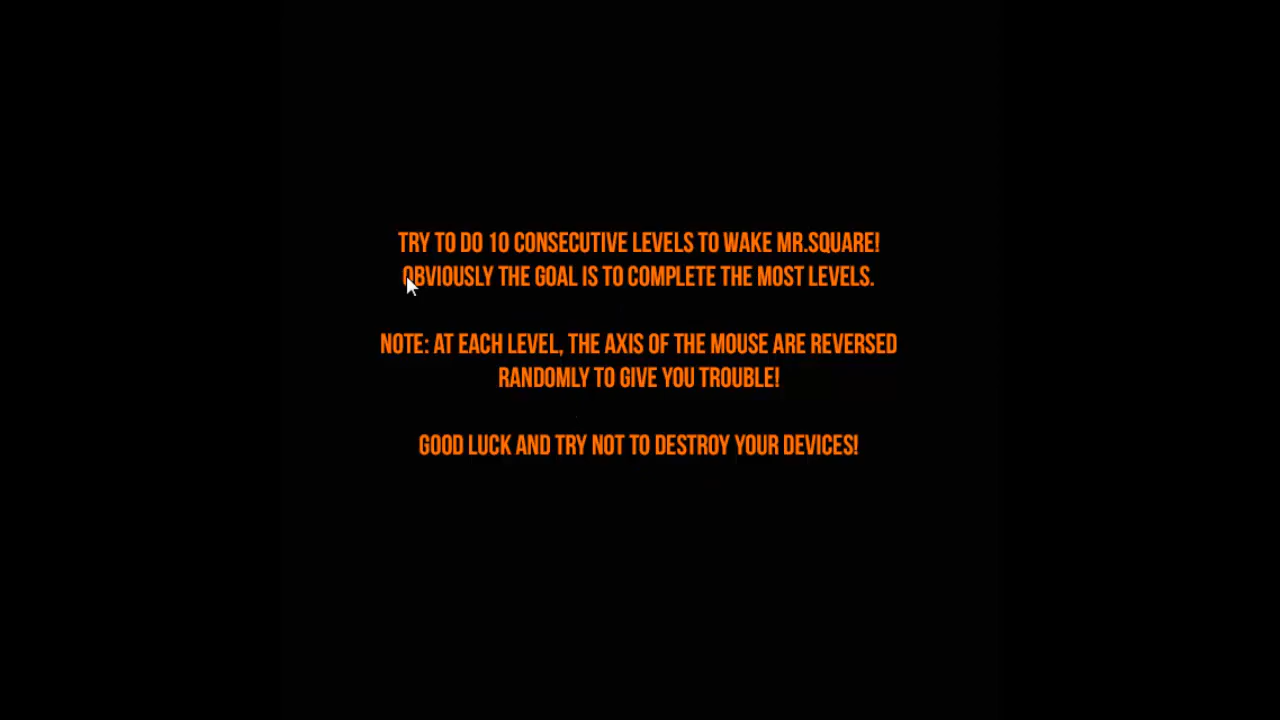 TRY TO DO 10 CONSECUTIVE LEVELS TO WAKE MR.SQUARE!
OBVIOUSLY THE GOAL IS TO COMPLETE THE MOST LEVELS.
NOTE: AT EACH LEVEL, THE AXIS OF THE MOUSE ARE REVERSED
RANDOMLY TO GIVE YOU TROUBLE!
GOOD LUCK AND TRY NOT TO DESTROY YOUR DEVICES!